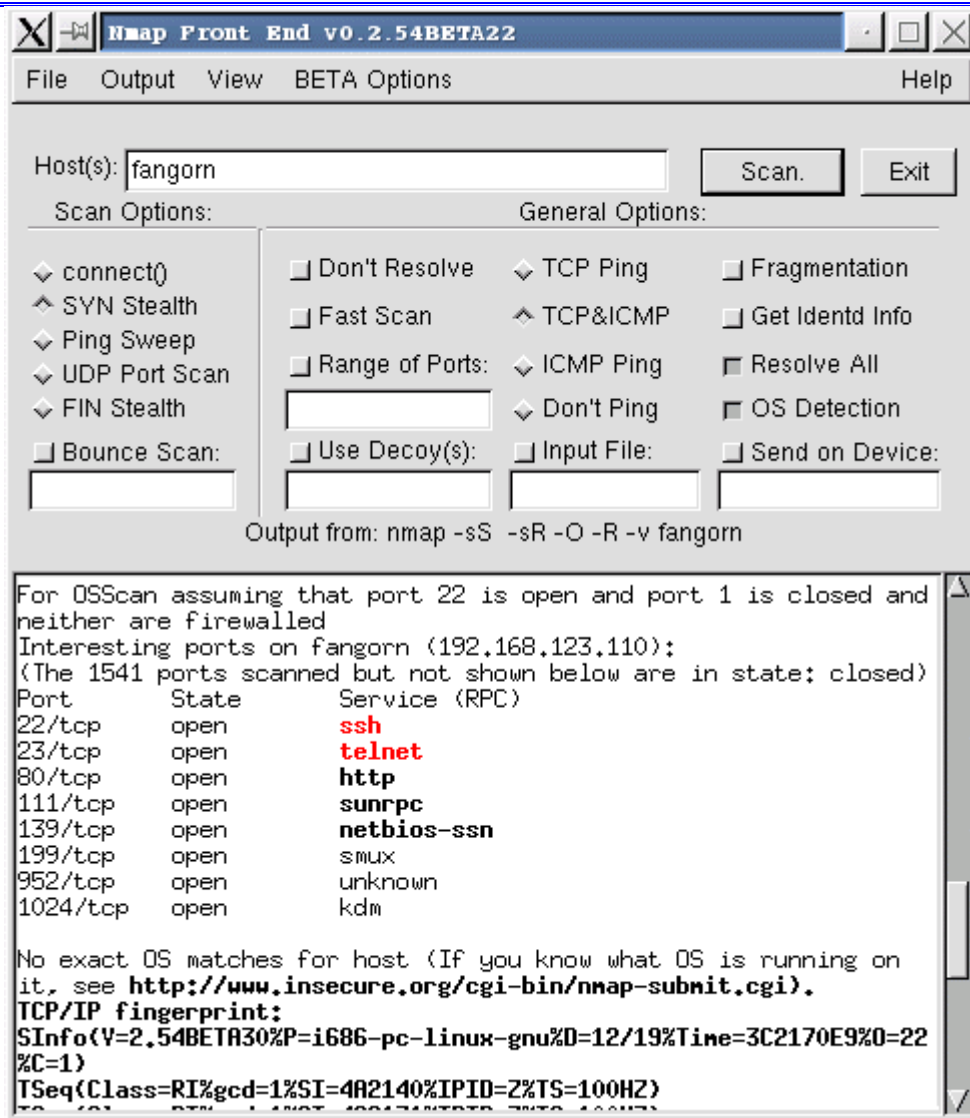 Nmap Front End v0.2.54BETA22
File Output View BETA Options Help
Host(s): fangorn Scan. Exit
Scan Options: General Options:
connect() Don't Resolve TCP Ping Fragmentation
SYN Stealth Fast Scan TCP&ICMP Get Identd Info
Ping Sweep Range of Ports: ICMP Ping Resolve All
UDP Port Scan Don't Ping OS Detection
FIN Stealth
Bounce Scan: Use Decoy(s): Input File: Send on Device:
Output from: nmap -sS -sR -O -R -v fangorn
For OSScan assuming that port 22 is open and port 1 is closed and
neither are firewalled
Interesting ports on fangorn (192.168.123.110):
(The 1541 ports scanned but not shown below are in state: closed)
Port State Service (RPC)
22/tcp open ssh
23/tcp open telnet
80/tcp open http
111/tcp open sunrpc
139/tcp open netbios-ssn
199/tcp open smux
952/tcp open unknown
1024/tcp open kdm
No exact OS matches for host (If you know what OS is running on
it, see http://www.insecure.org/cgi-bin/nmap-submit.cgi).
TCP/IP fingerprint:
SInfo(V=2.54BETA30%P=i686-pc-linux-gnu%D=12/19%Time=3C2170E9%O=22
%C=1)
TSeq(Class=RI%gcd=1%SI=4A2140%IPID=Z%TS=100HZ)